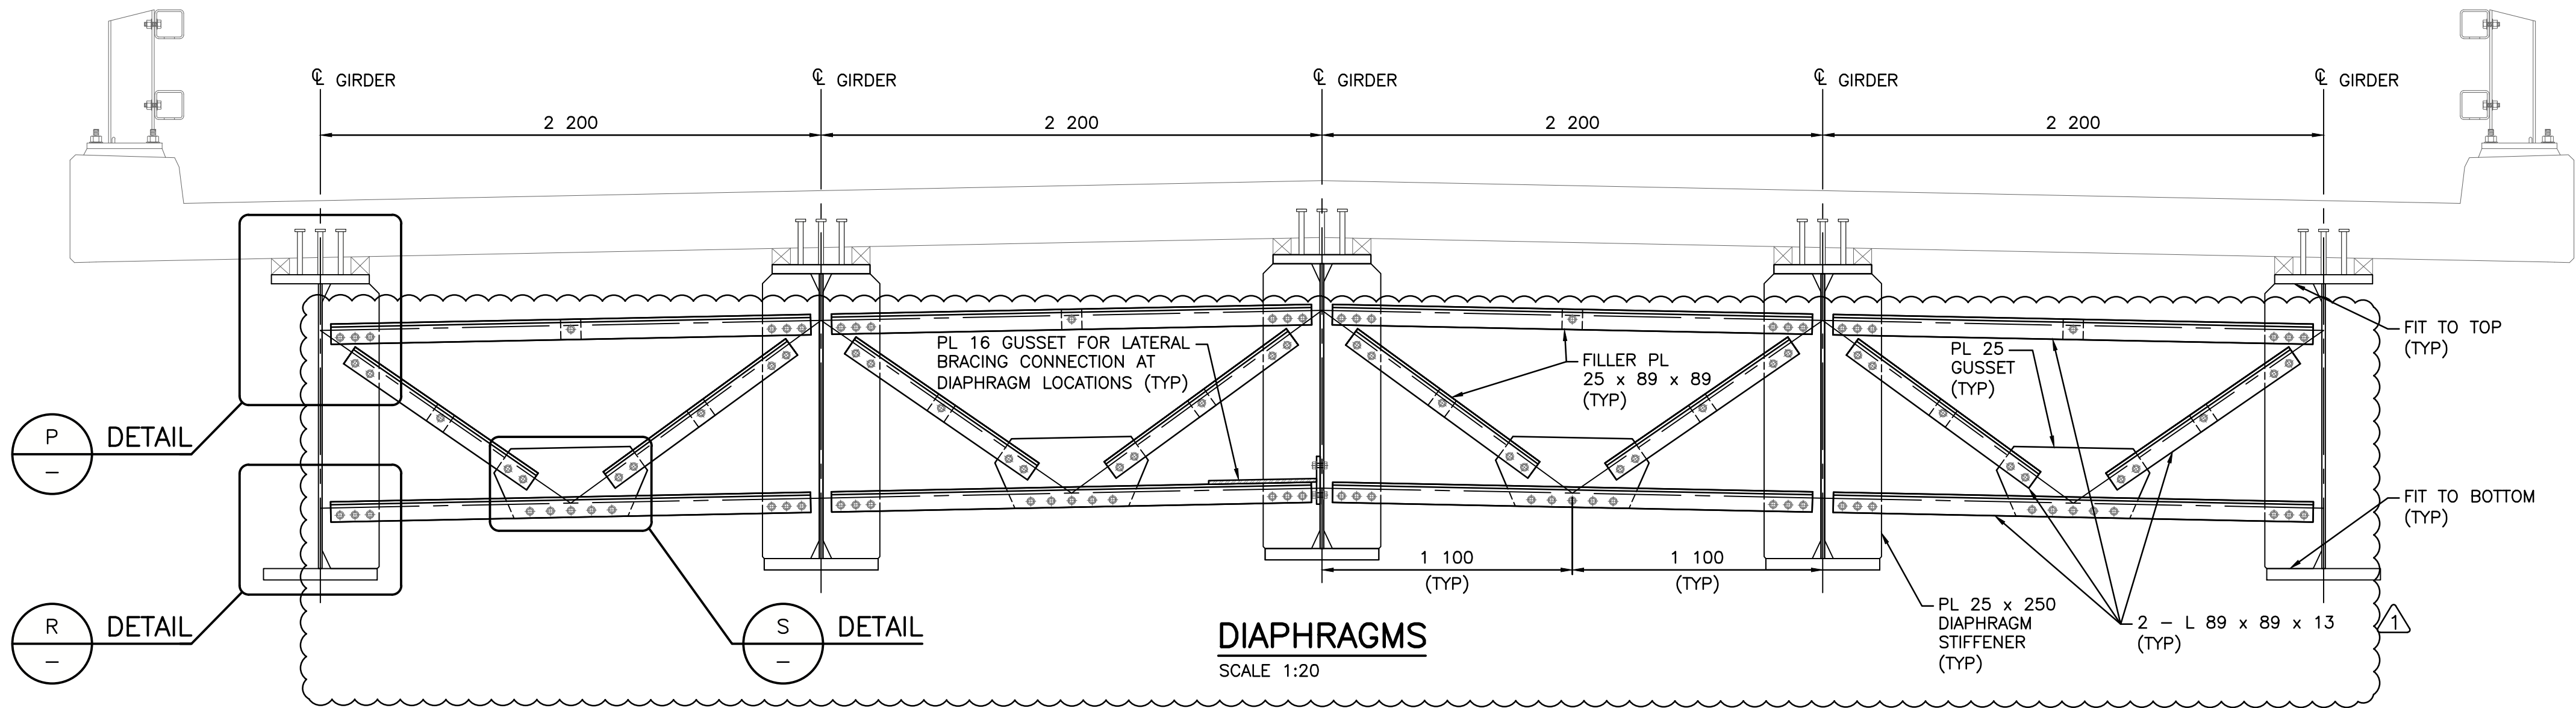 ℄ GIRDER
℄ GIRDER
℄ GIRDER
℄ GIRDER
℄ GIRDER
2 200
2 200
2 200
2 200
PL 16 GUSSET FOR LATERAL
BRACING CONNECTION AT
DIAPHRAGM LOCATIONS (TYP)
FILLER PL
25 x 89 x 89
(TYP)
PL 25
GUSSET
(TYP)
FIT TO TOP
(TYP)
P
–
DETAIL
FIT TO BOTTOM
(TYP)
1 100
(TYP)
1 100
(TYP)
R
–
DETAIL
S
–
DETAIL
DIAPHRAGMS
SCALE 1:20
PL 25 x 250
DIAPHRAGM
STIFFENER
(TYP)
2 – L 89 x 89 x 13
(TYP)
1